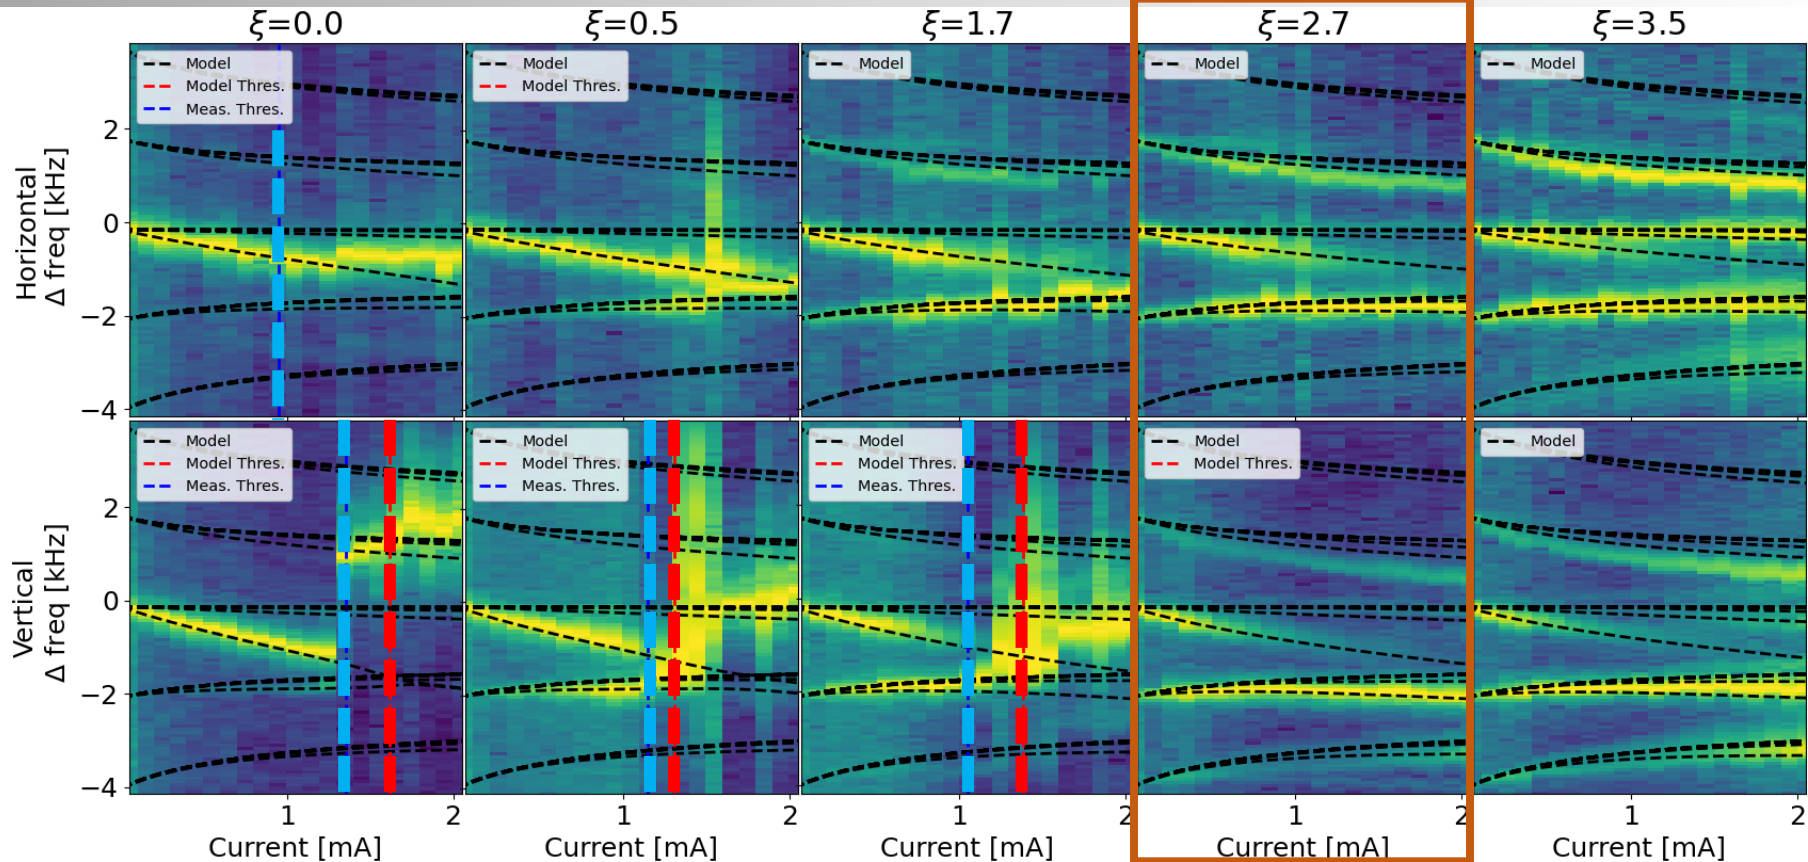 ξ=0.0 ξ=0.5 ξ=1.7 ξ=2.7 ξ=3.5
Horizontal
Δ freq [kHz]
2
0
−2
−4
Model
Model Thres.
Meas. Thres.
Model
Model Thres.
Model
Model
Model
Vertical
Δ freq [kHz]
2
0
−2
−4
Model
Model Thres.
Meas. Thres.
Model
Model Thres.
Meas. Thres.
Model
Model Thres.
Meas. Thres.
Model
Model Thres.
Model
1 2 1 2 1 2 1 2 1 2
Current [mA] Current [mA] Current [mA] Current [mA] Current [mA]